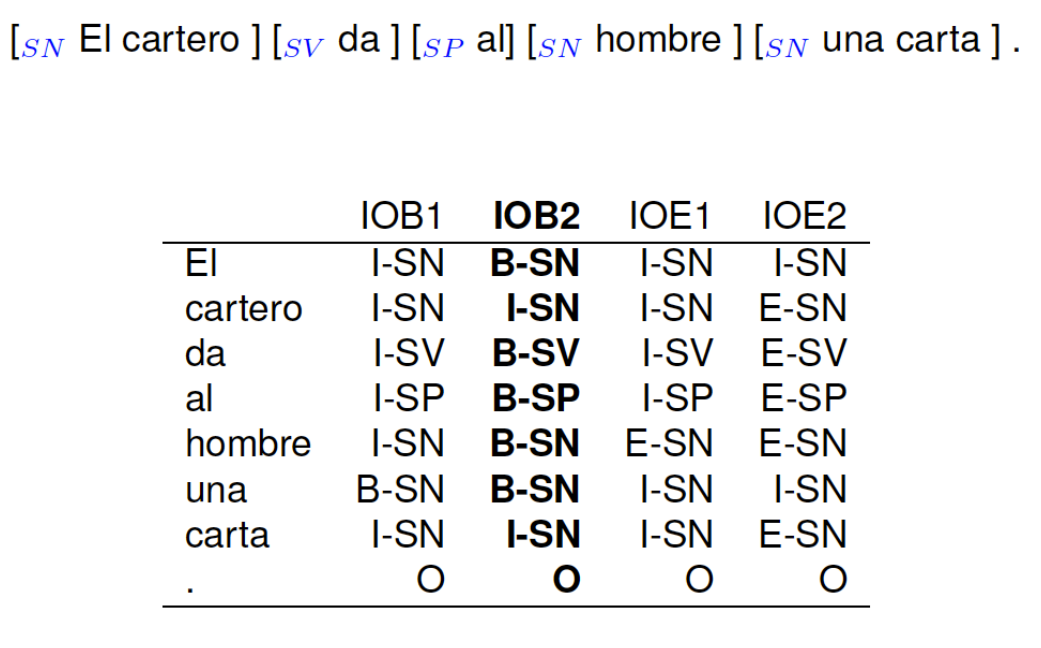 [SN El cartero ] [SV da ] [SP al] [SN hombre ] [SN una carta ] .
IOB1 IOB2 IOE1 IOE2
El I-SN B-SN I-SN I-SN
cartero I-SN I-SN I-SN E-SN
da I-SV B-SV I-SV E-SV
al I-SP B-SP I-SP E-SP
hombre I-SN B-SN E-SN E-SN
una B-SN B-SN I-SN I-SN
carta I-SN I-SN I-SN E-SN
. O O O O